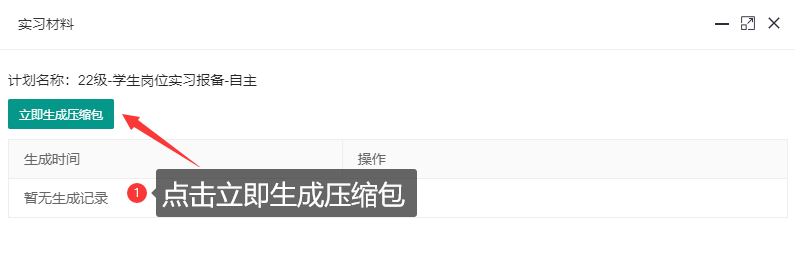 实习材料
计划名称：22级-学生岗位实习报备-自主
立即生成压缩包
生成时间 操作
暂无生成记录 1 点击立即生成压缩包